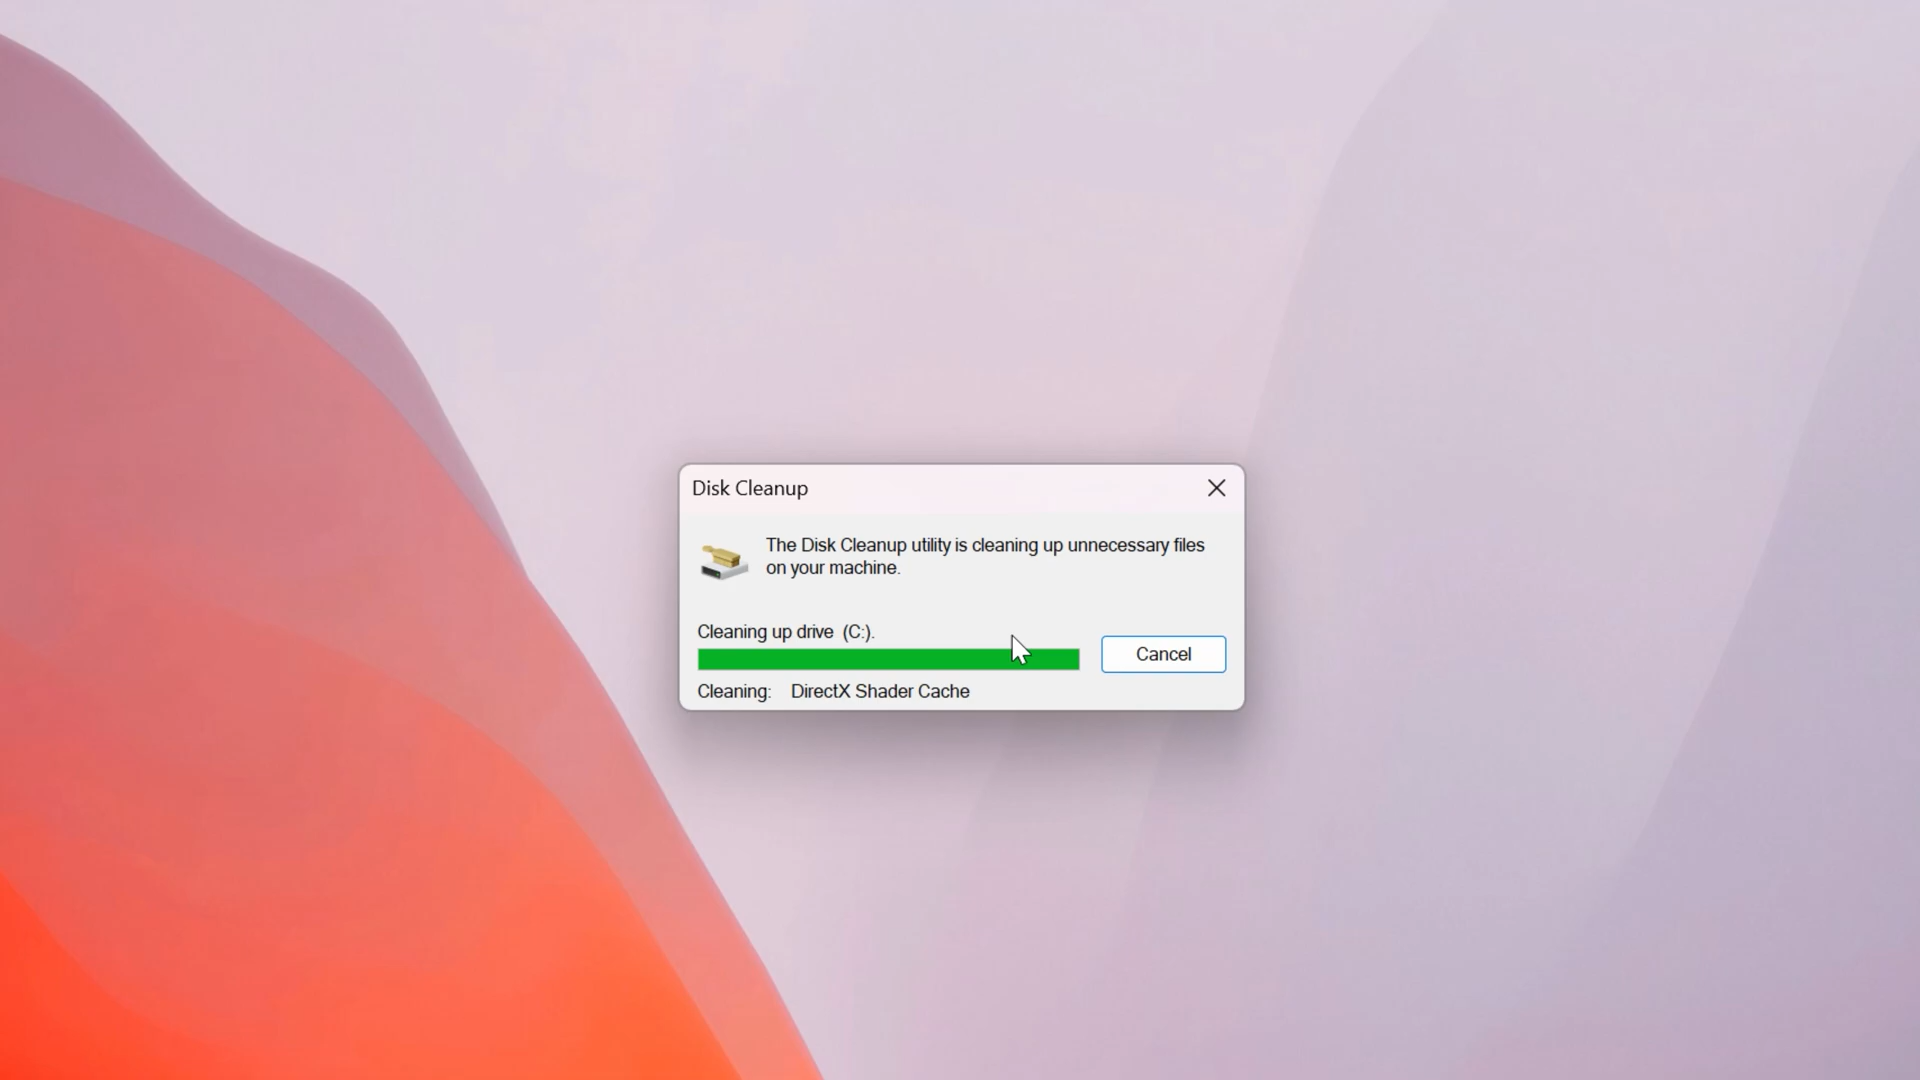 Disk Cleanup
The Disk Cleanup utility is cleaning up unnecessary files
on your machine.
Cleaning up drive (C:).
Cancel
Cleaning: DirectX Shader Cache